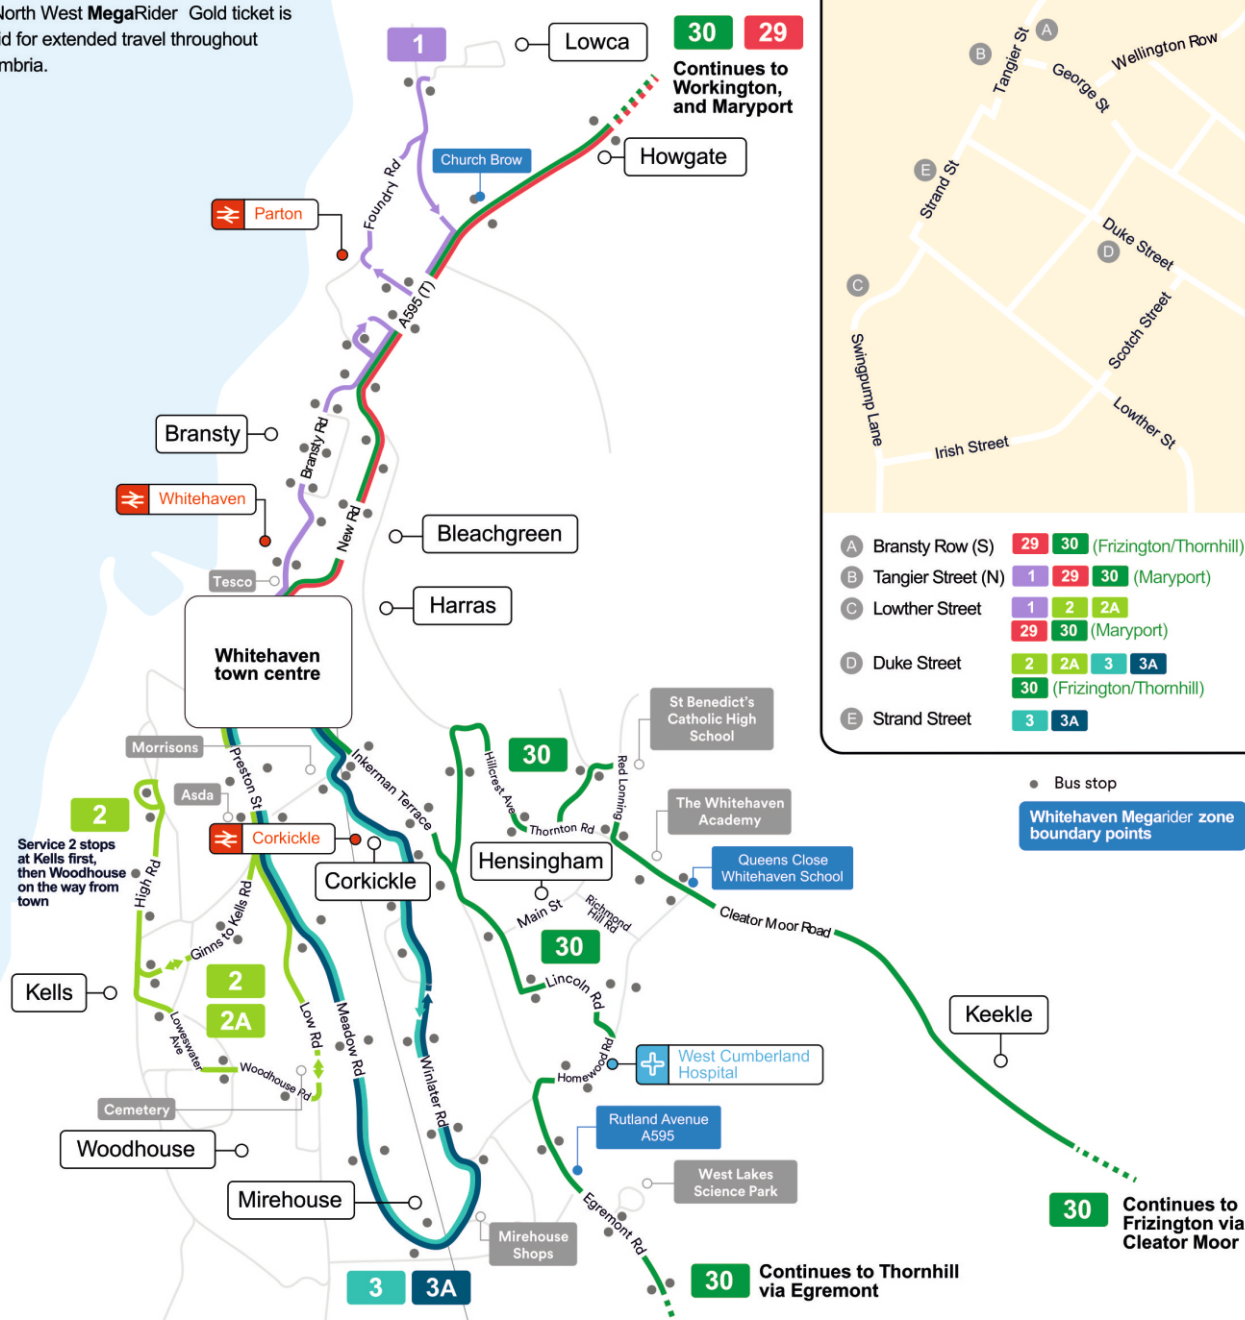 North West MegaRider Gold ticket is
id for extended travel throughout
mbria.
1
Lowca
30 29
Continues to
Workington,
and Maryport
Howgate
Church Brow
Foundry Rd
Parton
A595 (T)
Bransty
Bransty Rd
Whitehaven
New Rd
Bleachgreen
Tesco
Harras
Whitehaven
town centre
Morrisons
Preston St
Asda
Inkerman Terrace
2
Service 2 stops
at Kells first,
then Woodhouse
on the way from
town
High Rd
Corkickle
Corkickle
Ginns to Kells Rd
Kells
2
2A
Loweswater
Ave
Woodhouse Rd
Low Rd
Meadow Rd
Winlater Rd
Cemetery
Woodhouse
Mirehouse
Mirehouse
Shops
3 3A
30
Hillcrest Ave
Thornton Rd
Red Lonning
St Benedict's
Catholic High
School
The Whitehaven
Academy
Hensingham
Queens Close
Whitehaven School
Main St
Richmond
Hill Rd
Cleator Moor Road
30
Lincoln Rd
Keekle
Homewood Rd
West Cumberland
Hospital
Rutland Avenue
A595
West Lakes
Science Park
Egremont Rd
30
Continues to Thornhill
via Egremont
30
Continues to
Frizington via
Cleator Moor
A
B
Tangier St
George St
Wellington Row
E
Strand St
Duke Street
D
C
Scotch Street
Swingpump Lane
Lowther St
Irish Street
A Bransty Row (S) 29 30 (Frizington/Thornhill)
B Tangier Street (N) 1 29 30 (Maryport)
C Lowther Street 1 2 2A
29 30 (Maryport)
D Duke Street 2 2A 3 3A
30 (Frizington/Thornhill)
E Strand Street 3 3A
Bus stop
Whitehaven Megarider zone
boundary points